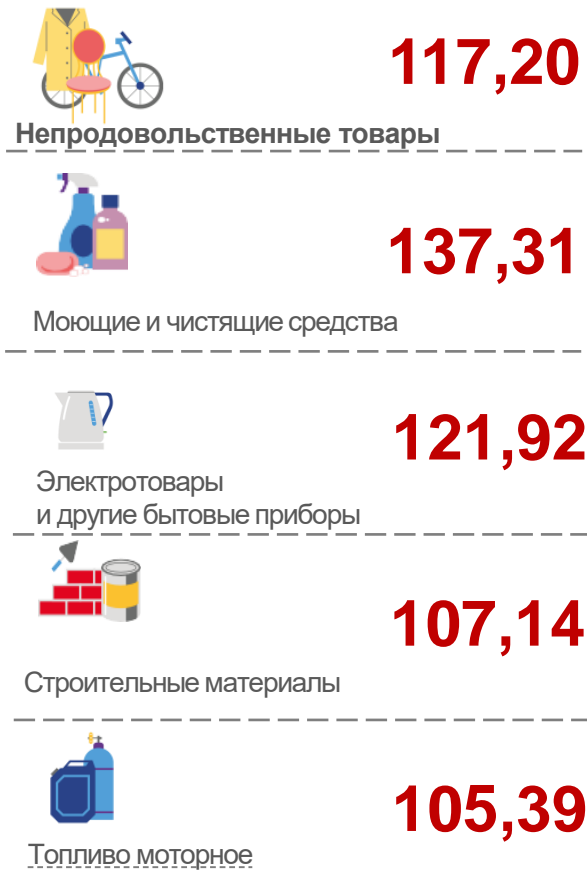 117,20
Непродовольственные товары
137,31
Моющие и чистящие средства
121,92
Электротовары
и другие бытовые приборы
107,14
Строительные материалы
105,39
Топливо моторное